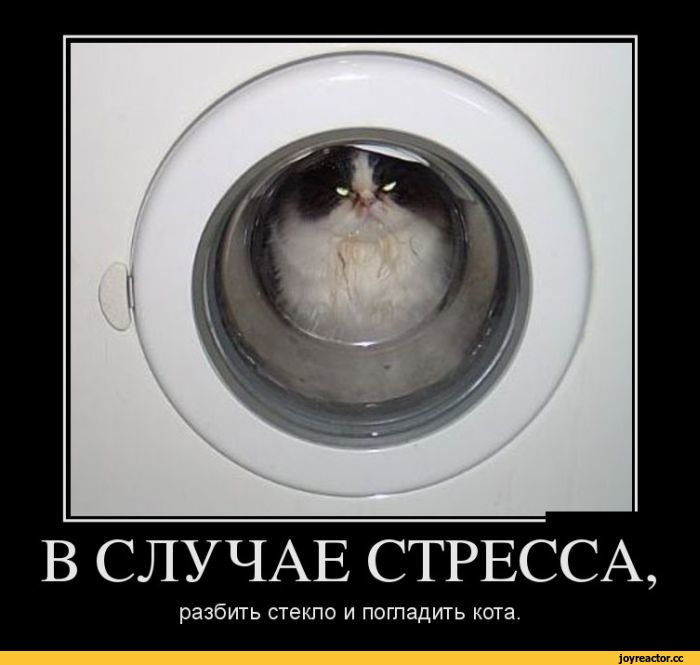 В СЛУЧАЕ СТРЕССА,
разбить стекло и погладить кота.
joyreactor.cc